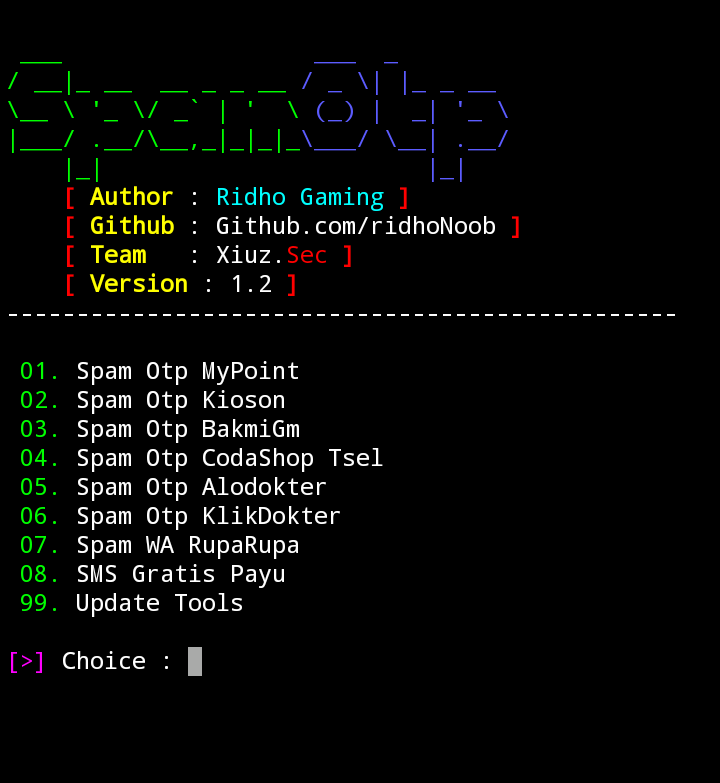 SpamOtp
[ Author : Ridho Gaming ]
[ Github : Github.com/ridhoNoob ]
[ Team : Xiuz.Sec ]
[ Version : 1.2 ]
------------------------------------------------
01. Spam Otp MyPoint
02. Spam Otp Kioson
03. Spam Otp BakmiGm
04. Spam Otp CodaShop Tsel
05. Spam Otp Alodokter
06. Spam Otp KlikDokter
07. Spam WA RupaRupa
08. SMS Gratis Payu
99. Update Tools
[>] Choice :